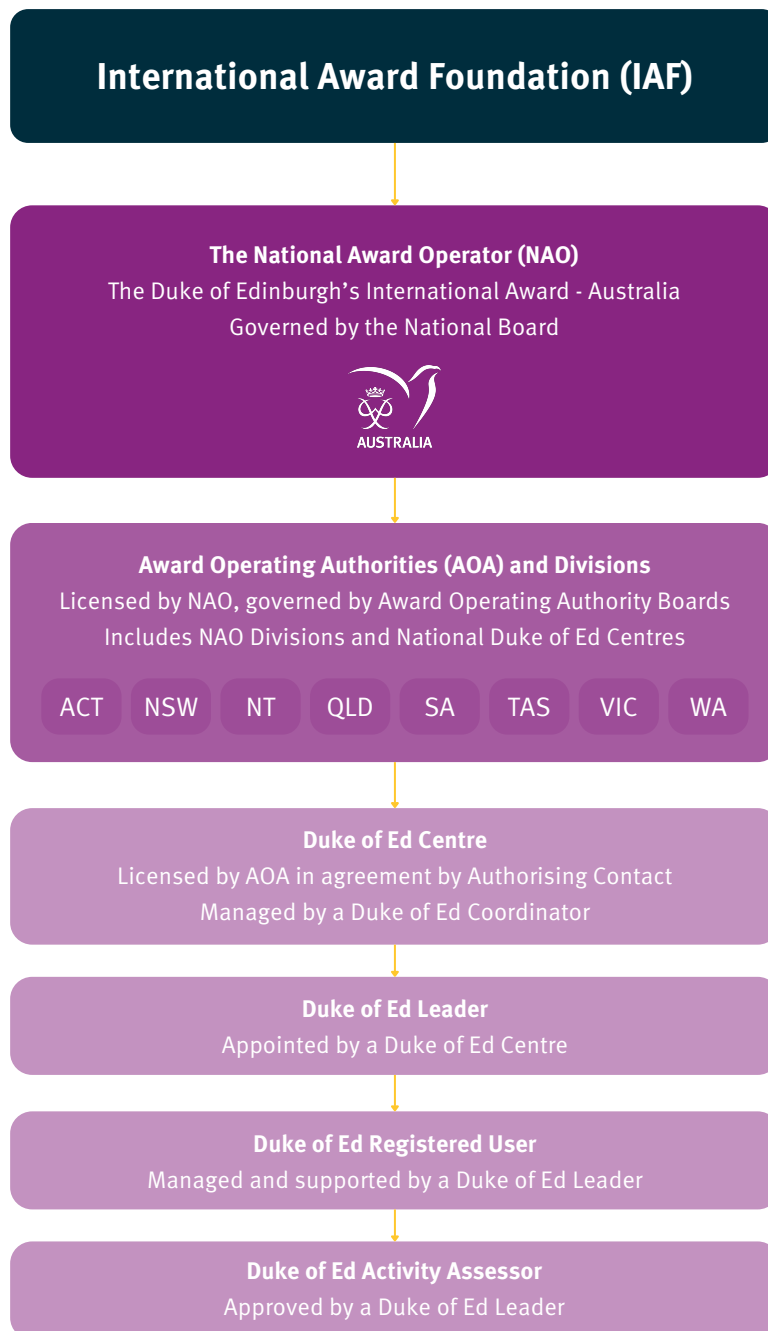 International Award Foundation (IAF)
The National Award Operator (NAO)
The Duke of Edinburgh's International Award - Australia
Governed by the National Board
AUSTRALIA
Award Operating Authorities (AOA) and Divisions
Licensed by NAO, governed by Award Operating Authority Boards
Includes NAO Divisions and National Duke of Ed Centres
ACT NSW NT QLD SA TAS VIC WA
Duke of Ed Centre
Licensed by AOA in agreement by Authorising Contact
Managed by a Duke of Ed Coordinator
Duke of Ed Leader
Appointed by a Duke of Ed Centre
Duke of Ed Registered User
Managed and supported by a Duke of Ed Leader
Duke of Ed Activity Assessor
Approved by a Duke of Ed Leader